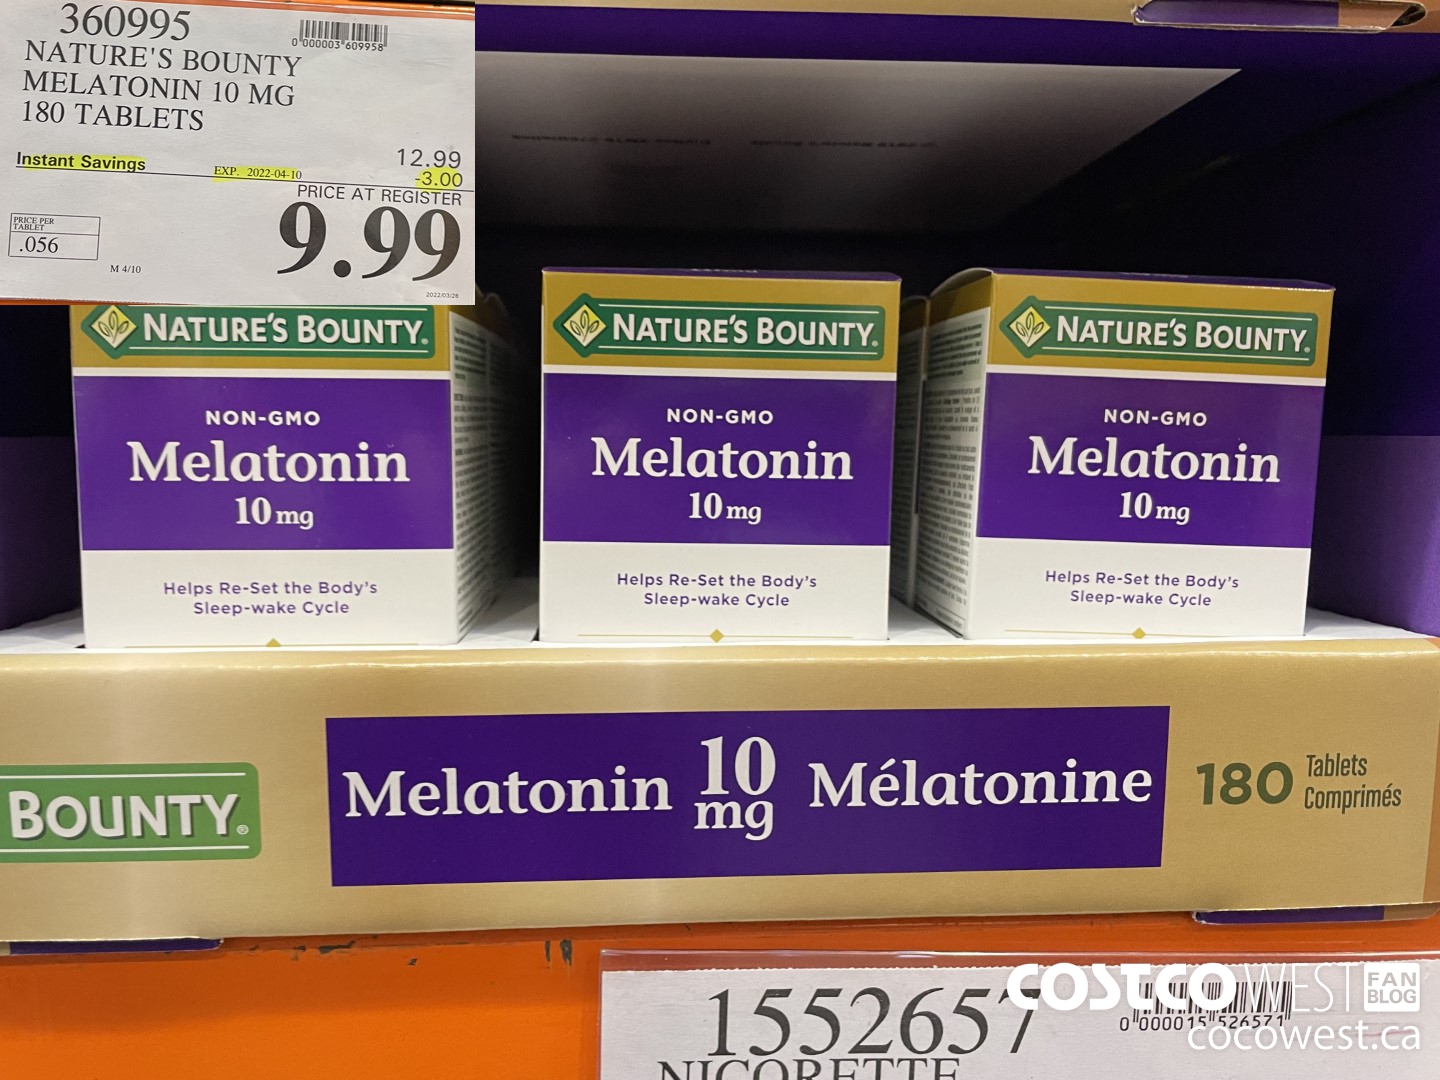 360995
0 000003 609958
NATURE'S BOUNTY
MELATONIN 10 MG
180 TABLETS
Instant Savings
EXP. 2022-04-10
12.99
-3.00
PRICE AT REGISTER
9.99
PRICE PER
TABLET
.056
M 4/10
2022/03/28
NATURE'S BOUNTY®
NON-GMO
Melatonin
10 mg
Helps Re-Set the Body's
Sleep-wake Cycle
NATURE'S BOUNTY®
NON-GMO
Melatonin
10 mg
Helps Re-Set the Body's
Sleep-wake Cycle
NATURE'S BOUNTY®
NON-GMO
Melatonin
10 mg
Helps Re-Set the Body's
Sleep-wake Cycle
BOUNTY®
Melatonin 10 mg Mélatonine
180 Tablets
Comprimés
1552657
0 000015 526571
NICORETTE
COSTCO WEST FAN BLOG
cocowest.ca